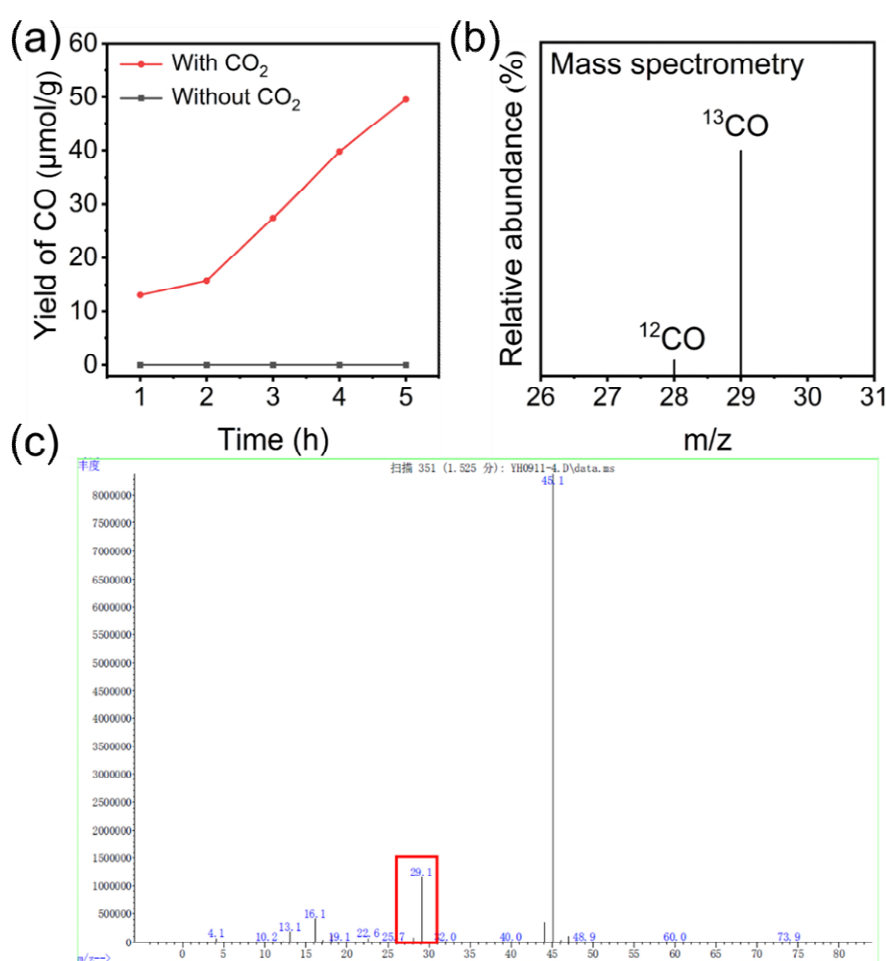 (a)
60
50
40
30
20
10
0
Yield of CO (μmol/g)
With CO₂
Without CO₂
1 2 3 4 5
Time (h)
(b)
Mass spectrometry
¹³CO
¹²CO
Relative abundance (%)
26 27 28 29 30 31
m/z
(c)
丰度
扫描 351 (1.525 分): YH0911-4.D\data.ms
8000000
7500000
7000000
6500000
6000000
5500000
5000000
4500000
4000000
3500000
3000000
2500000
2000000
1500000
1000000
500000
0
45.1
29.1
16.1
13.1
4.1 10.2 19.1 22.6 25.7 32.0 40.0 48.9 60.0 73.9
0 5 10 15 20 25 30 35 40 45 50 55 60 65 70 75 80
m/z-->